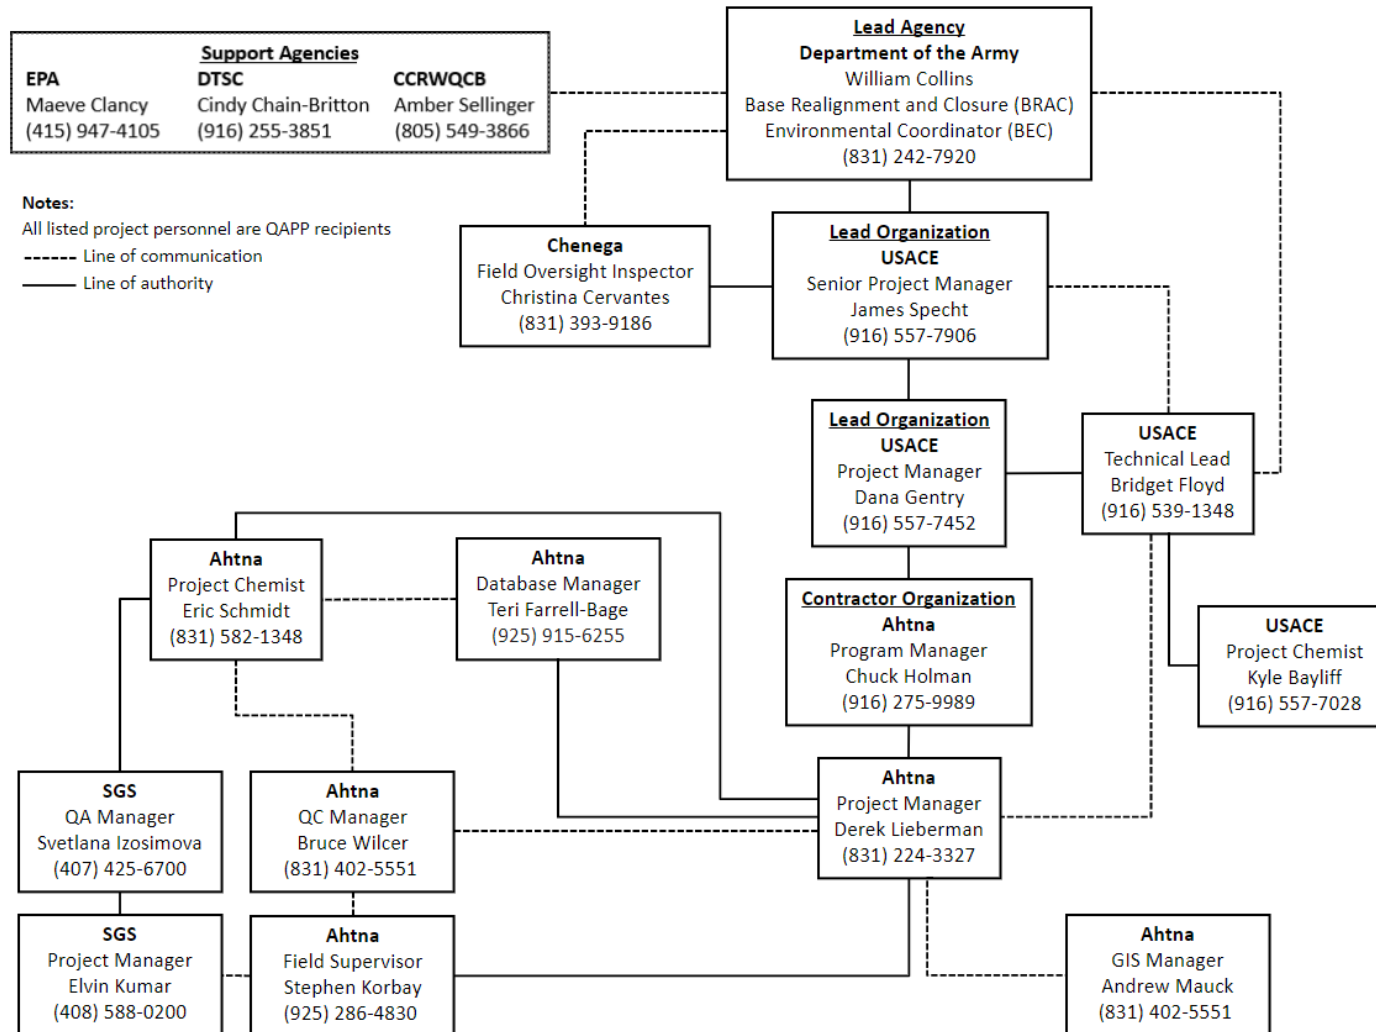 Support Agencies
EPA DTSC CCRWQCB
Maeve Clancy Cindy Chain-Britton Amber Sellinger
(415) 947-4105 (916) 255-3851 (805) 549-3866
Lead Agency
Department of the Army
William Collins
Base Realignment and Closure (BRAC)
Environmental Coordinator (BEC)
(831) 242-7920
Notes:
All listed project personnel are QAPP recipients
Line of communication
Line of authority
Chenega
Field Oversight Inspector
Christina Cervantes
(831) 393-9186
Lead Organization
USACE
Senior Project Manager
James Specht
(916) 557-7906
Lead Organization
USACE
Project Manager
Dana Gentry
(916) 557-7452
USACE
Technical Lead
Bridget Floyd
(916) 539-1348
Ahtna
Project Chemist
Eric Schmidt
(831) 582-1348
Ahtna
Database Manager
Teri Farrell-Bage
(925) 915-6255
Contractor Organization
Ahtna
Program Manager
Chuck Holman
(916) 275-9989
USACE
Project Chemist
Kyle Bayliff
(916) 557-7028
SGS
QA Manager
Svetlana Izosimova
(407) 425-6700
Ahtna
QC Manager
Bruce Wilcer
(831) 402-5551
Ahtna
Project Manager
Derek Lieberman
(831) 224-3327
SGS
Project Manager
Elvin Kumar
(408) 588-0200
Ahtna
Field Supervisor
Stephen Korbay
(925) 286-4830
Ahtna
GIS Manager
Andrew Mauck
(831) 402-5551